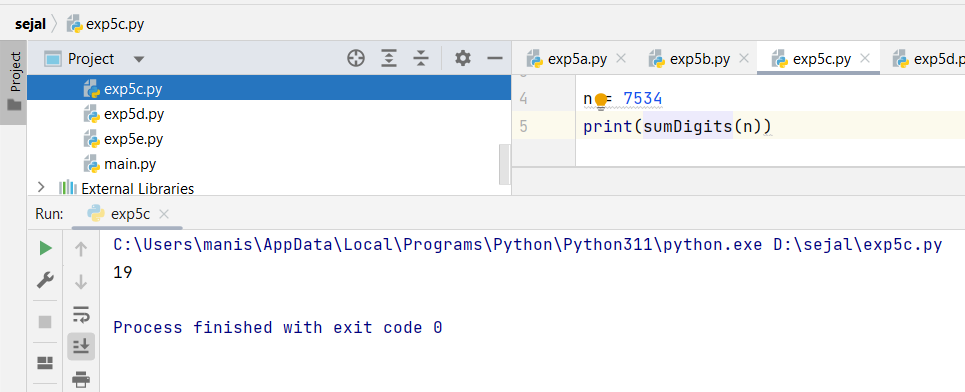 sejal exp5c.py
Project
Project
exp5c.py
exp5d.py
exp5e.py
main.py
External Libraries
exp5a.py exp5b.py exp5c.py exp5d.p
4 n = 7534
5 print(sumDigits(n))
Run: exp5c
C:\Users\manis\AppData\Local\Programs\Python\Python311\python.exe D:\sejal\exp5c.py
19
Process finished with exit code 0